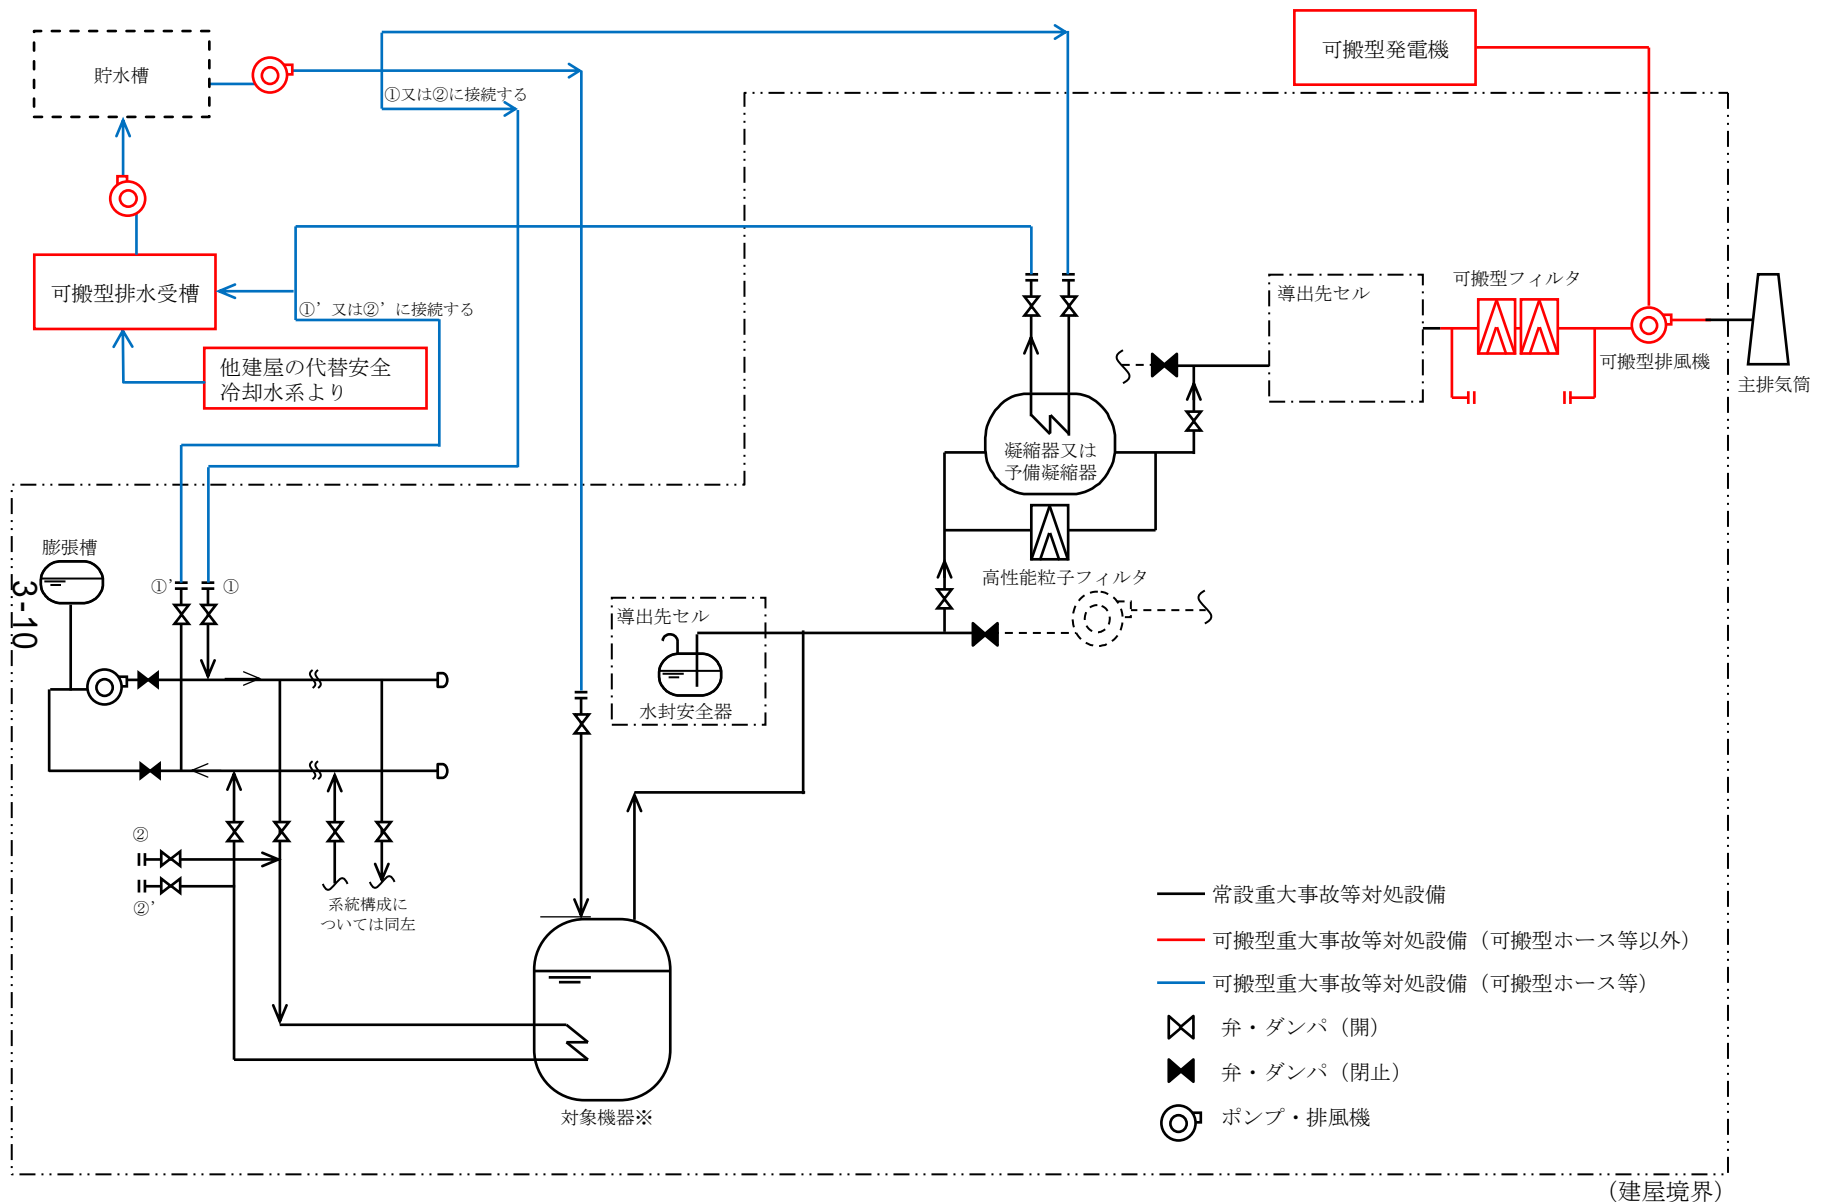 可搬型発電機
貯水槽
①又は②に接続する
可搬型排水受槽
①’又は②’に接続する
他建屋の代替安全
冷却水系より
導出先セル
可搬型フィルタ
可搬型排風機
主排気筒
凝縮器又は
予備凝縮器
高性能粒子フィルタ
膨張槽
①’
①
3-10
導出先セル
水封安全器
②
②’
系統構成に
ついては同左
対象機器※
常設重大事故等対処設備
可搬型重大事故等対処設備（可搬型ホース等以外）
可搬型重大事故等対処設備（可搬型ホース等）
弁・ダンパ（開）
弁・ダンパ（閉止）
ポンプ・排風機
（建屋境界）